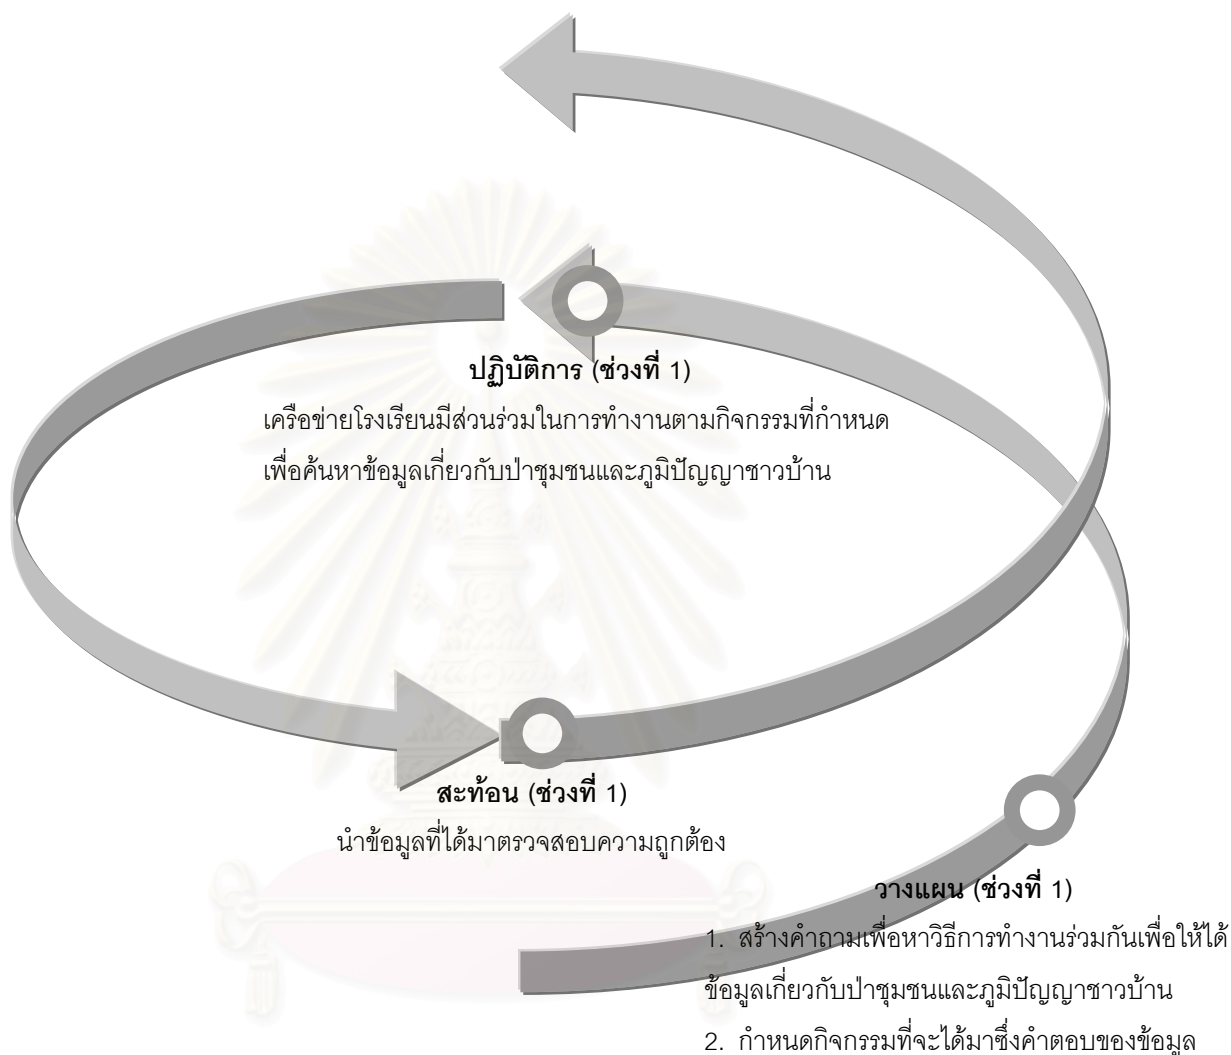 ปฏิบัติการ (ช่วงที่ 1)
เครือข่ายโรงเรียนมีส่วนร่วมในการทำงานตามกิจกรรมที่กำหนด
เพื่อค้นหาข้อมูลเกี่ยวกับป่าชุมชนและภูมิปัญญาชาวบ้าน
สะท้อน (ช่วงที่ 1)
นำข้อมูลที่ได้มาตรวจสอบความถูกต้อง
วางแผน (ช่วงที่ 1)
1. สร้างคำถามเพื่อหาวิธีการทำงานร่วมกันเพื่อให้ได้
ข้อมูลเกี่ยวกับป่าชุมชนและภูมิปัญญาชาวบ้าน
2. กำหนดกิจกรรมที่จะได้มาซึ่งคำตอบของข้อมูล